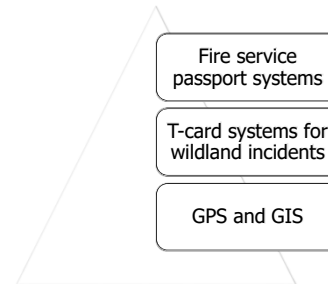 Fire service
passport systems
T-card systems for
wildland incidents
GPS and GIS